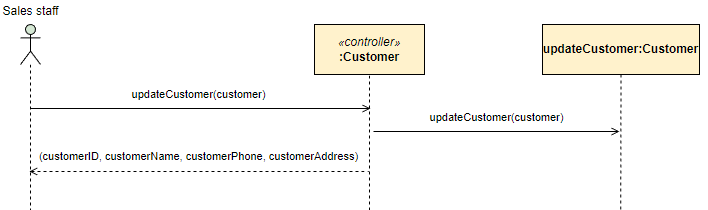 Sales staff
«controller»
:Customer
updateCustomer:Customer
updateCustomer(customer)
updateCustomer(customer)
(customerID, customerName, customerPhone, customerAddress)